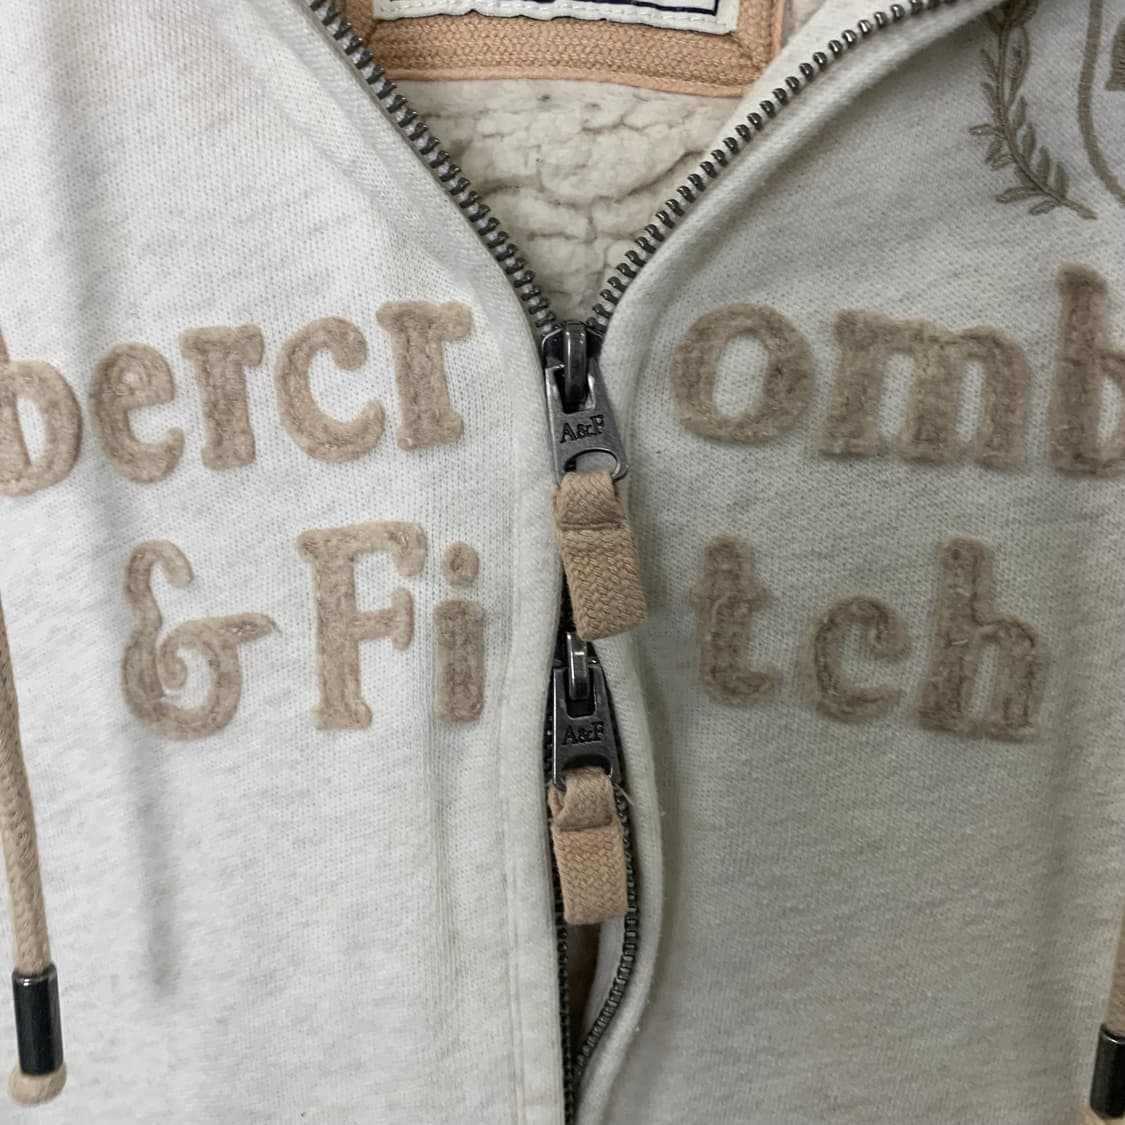 bercr omb
& Fi tch
A&F
A&F